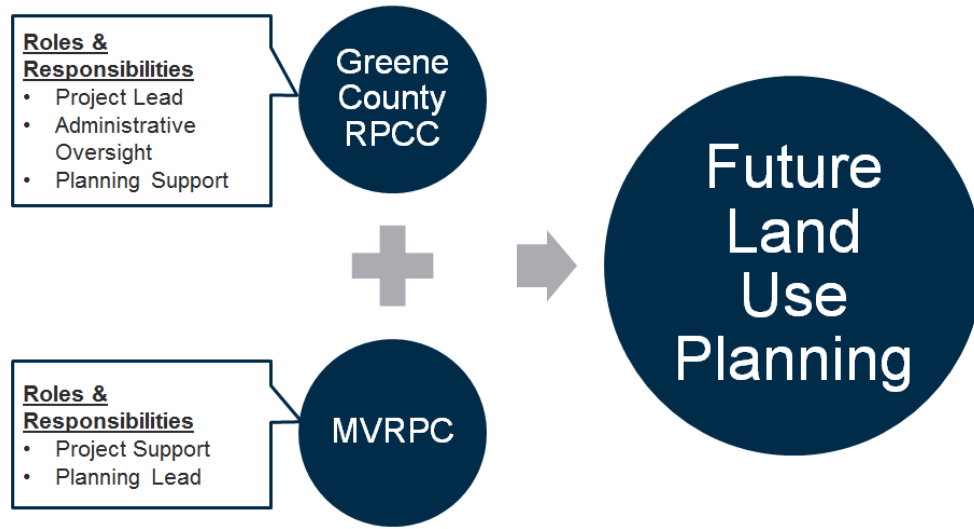 Roles &
Responsibilities
• Project Lead
• Administrative
Oversight
• Planning Support
Greene
County
RPCC
Roles &
Responsibilities
• Project Support
• Planning Lead
MVRPC
Future
Land
Use
Planning